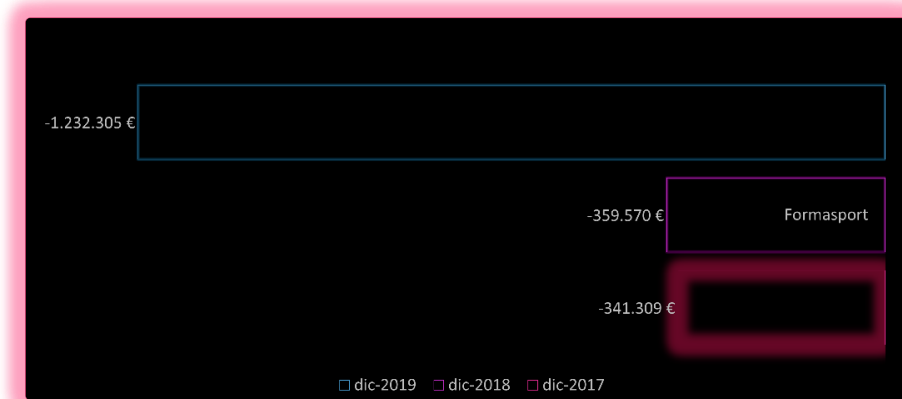 -1.232.305 €
-359.570 €
Formasport
-341.309 €
dic-2019 dic-2018 dic-2017